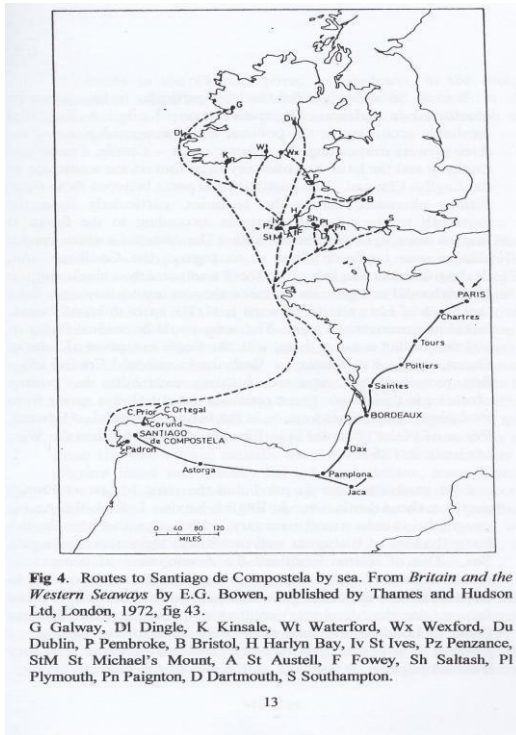 G
Du
Dl
Wt
Wx
K
P
B
H
Iv
Pz
Sh
Pl
Pn
S
StM
A
F
D
PARIS
Chartres
Tours
Poitiers
Saintes
BORDEAUX
C.Prior
C.Ortegal
Corund
SANTIAGO
de COMPOSTELA
Padron
Dax
Astorga
Pamplona
Jaca
0 40 80 120
MILES
Fig 4. Routes to Santiago de Compostela by sea. From Britain and the
Western Seaways by E.G. Bowen, published by Thames and Hudson
Ltd, London, 1972, fig 43.
G Galway, Dl Dingle, K Kinsale, Wt Waterford, Wx Wexford, Du
Dublin, P Pembroke, B Bristol, H Harlyn Bay, Iv St Ives, Pz Penzance,
StM St Michael's Mount, A St Austell, F Fowey, Sh Saltash, Pl
Plymouth, Pn Paignton, D Dartmouth, S Southampton.
13